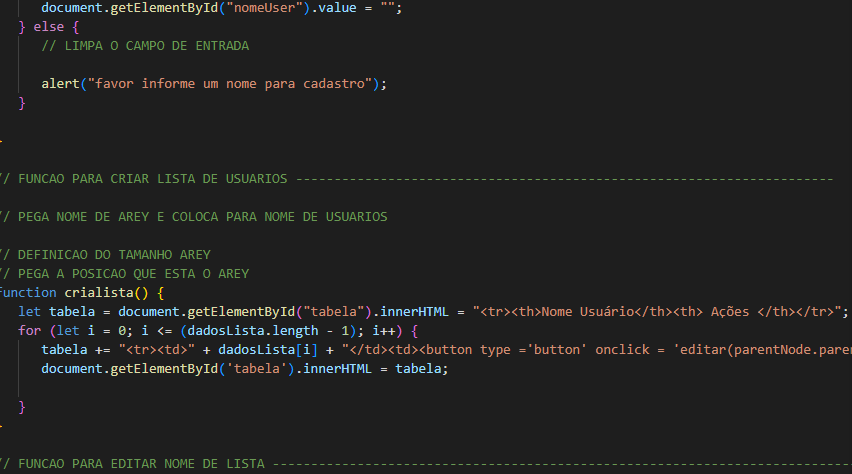 document.getElementById("nomeUser").value = "";
} else {
// LIMPA O CAMPO DE ENTRADA
alert("favor informe um nome para cadastro");
}
// FUNCAO PARA CRIAR LISTA DE USUARIOS ----------------------------------------------------------------------
// PEGA NOME DE AREY E COLOCA PARA NOME DE USUARIOS
// DEFINICAO DO TAMANHO AREY
// PEGA A POSICAO QUE ESTA O AREY
function crialista() {
let tabela = document.getElementById("tabela").innerHTML = "<tr><th>Nome Usuário</th><th> Ações </th></tr>";
for (let i = 0; i <= (dadosLista.length - 1); i++) {
tabela += "<tr><td>" + dadosLista[i] + "</td><td><button type ='button' onclick = 'editar(parentNode.pare
document.getElementById('tabela').innerHTML = tabela;
}
}
// FUNCAO PARA EDITAR NOME DE LISTA ---------------------------------------------------------------------------